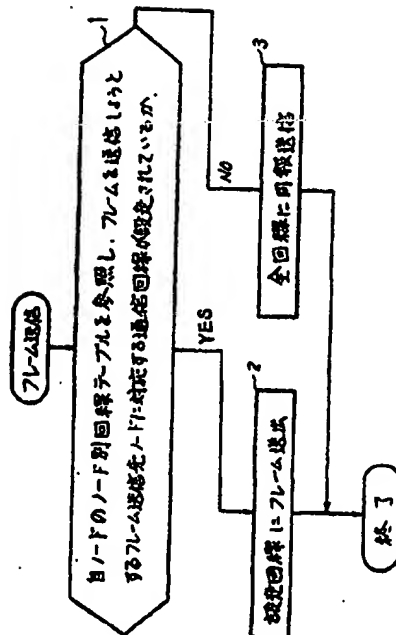 フレーム送信
1
自ノードのノード別回線テーブルを参照し、フレームを送信しようと
するフレーム送信先ノードに対応する通信回線が設定されているか.
YES
NO
2
設定回線にフレーム送出
3
全回線に同報送信
終了